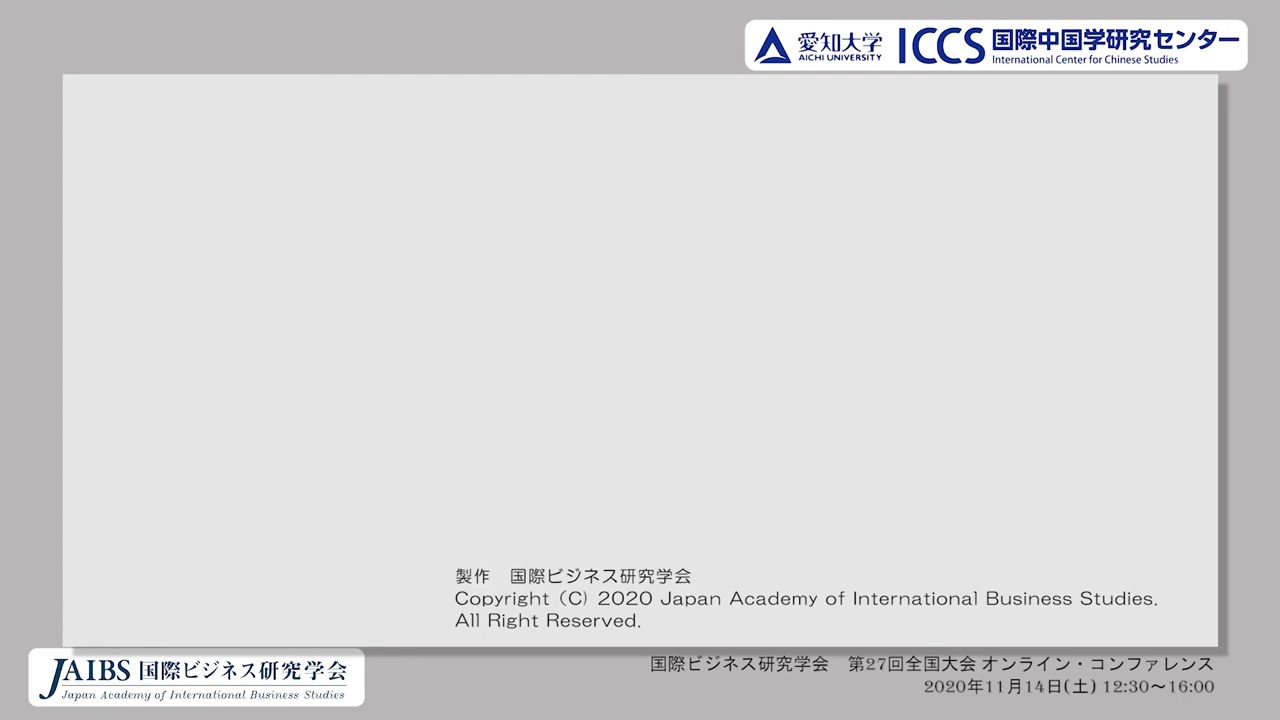 愛知大学
AICHI UNIVERSITY
ICCS 国際中国学研究センター
International Center for Chinese Studies
製作 国際ビジネス研究学会
Copyright (C) 2020 Japan Academy of International Business Studies.
All Right Reserved.
JAIBS 国際ビジネス研究学会
Japan Academy of International Business Studies
国際ビジネス研究学会 第27回全国大会 オンライン・コンファレンス
2020年11月14日(土) 12:30〜16:00